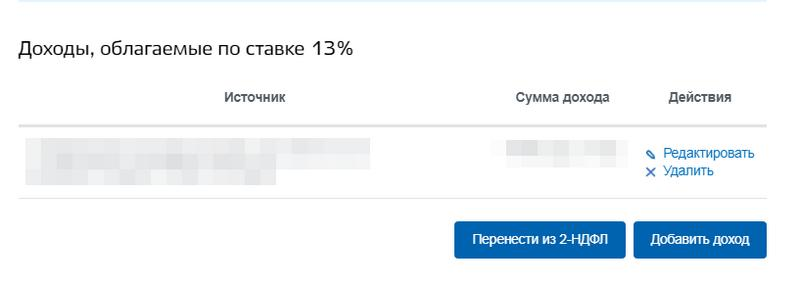 Доходы, облагаемые по ставке 13%
Источник Сумма дохода Действия
Редактировать
Удалить
Перенести из 2-НДФЛ Добавить доход